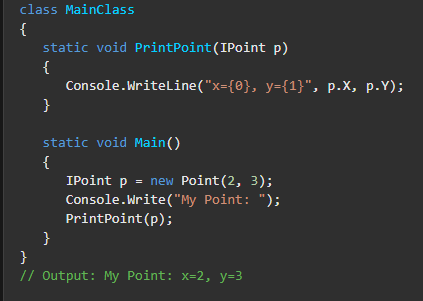 class MainClass
{
static void PrintPoint(IPoint p)
{
Console.WriteLine("x={0}, y={1}", p.X, p.Y);
}
static void Main()
{
IPoint p = new Point(2, 3);
Console.Write("My Point: ");
PrintPoint(p);
}
}
// Output: My Point: x=2, y=3